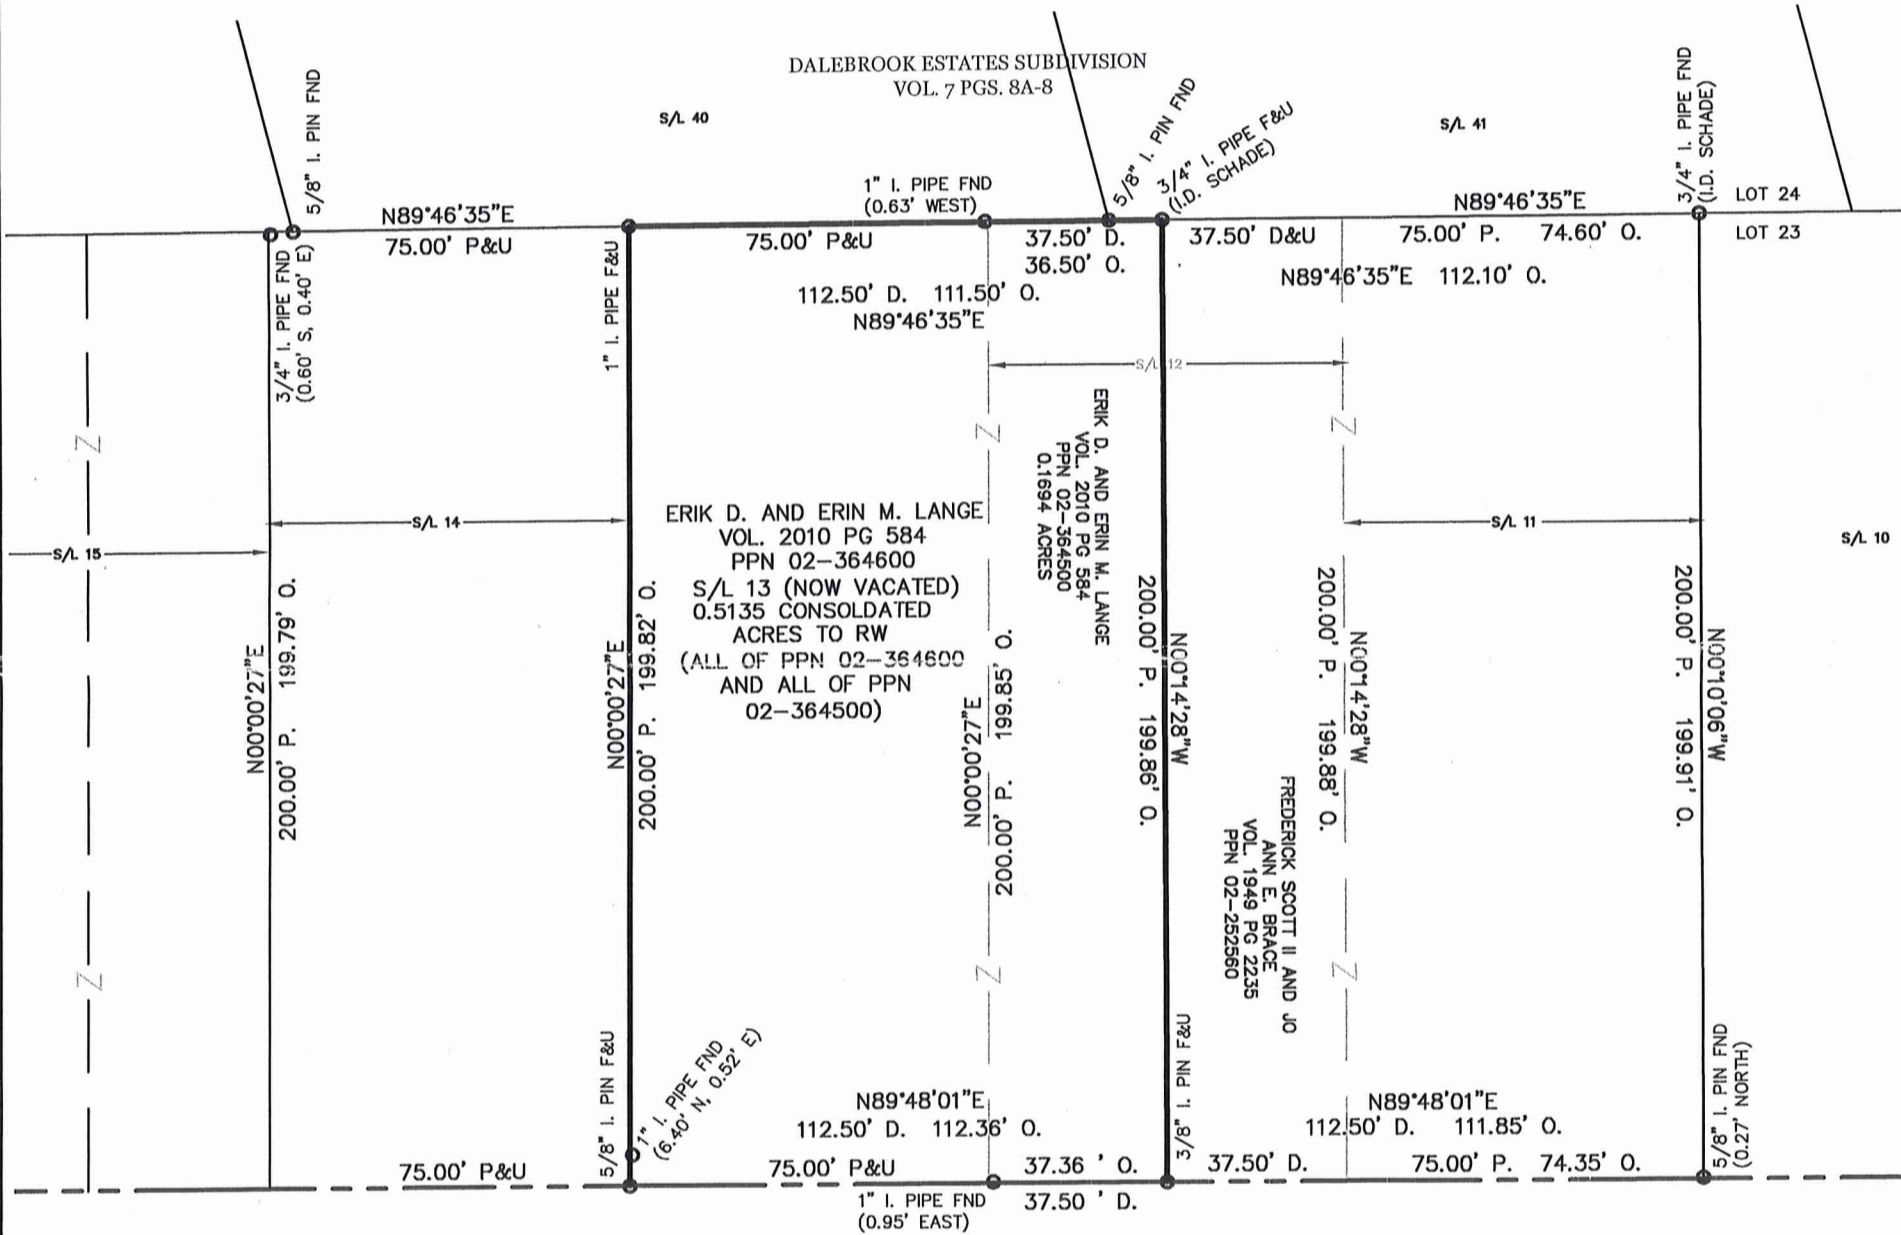 DALEBROOK ESTATES SUBDIVISION
VOL. 7 PGS. 8A-8
S/L 40
S/L 41
5/8" I. PIN FND
5/8" I. PIN FND
3/4" I. PIPE F&U
(I.D. SCHADE)
3/4" I. PIPE FND
(I.D. SCHADE)
LOT 24
LOT 23
N89°46'35"E
75.00' P&U
1" I. PIPE FND
(0.63' WEST)
75.00' P&U
37.50' D.
36.50' O.
112.50' D. 111.50' O.
N89°46'35"E
37.50' D&U
N89°46'35"E
75.00' P. 74.60' O.
N89°46'35"E 112.10' O.
3/4" I. PIPE FND
(0.60' S, 0.40' E)
1" I. PIPE F&U
S/L 12
S/L 15
S/L 14
S/L 11
S/L 10
Z
Z
Z
Z
Z
Z
ERIK D. AND ERIN M. LANGE
VOL. 2010 PG 584
PPN 02-364600
S/L 13 (NOW VACATED)
0.5135 CONSOLDATED
ACRES TO RW
(ALL OF PPN 02-364600
AND ALL OF PPN
02-364500)
ERIK D. AND ERIN M. LANGE
VOL. 2010 PG 584
PPN 02-364500
0.1694 ACRES
N00°00'27"E
200.00' P. 199.79' O.
N00°00'27"E
200.00' P. 199.82' O.
N00°00'27"E
200.00' P. 199.85' O.
N00°14'28"W
200.00' P. 199.86' O.
N00°14'28"W
200.00' P. 199.88' O.
N00°10'06"W
200.00' P. 199.91' O.
FREDERICK SCOTT II AND JO
ANN E. BRACE
VOL. 1949 PG 2235
PPN 02-252560
5/8" I. PIN F&U
1" I. PIPE FND
(6.40' N, 0.52' E)
3/8" I. PIN F&U
5/8" I. PIN FND
(0.27' NORTH)
N89°48'01"E
112.50' D. 112.36' O.
N89°48'01"E
112.50' D. 111.85' O.
75.00' P&U
75.00' P&U
37.36 ' O.
37.50' D.
75.00' P. 74.35' O.
1" I. PIPE FND
(0.95' EAST)
37.50 ' D.